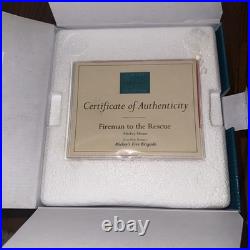 Certificate of Authenticity
Fireman to the Rescue
Mickey Mouse
Mickey's Fire Brigade